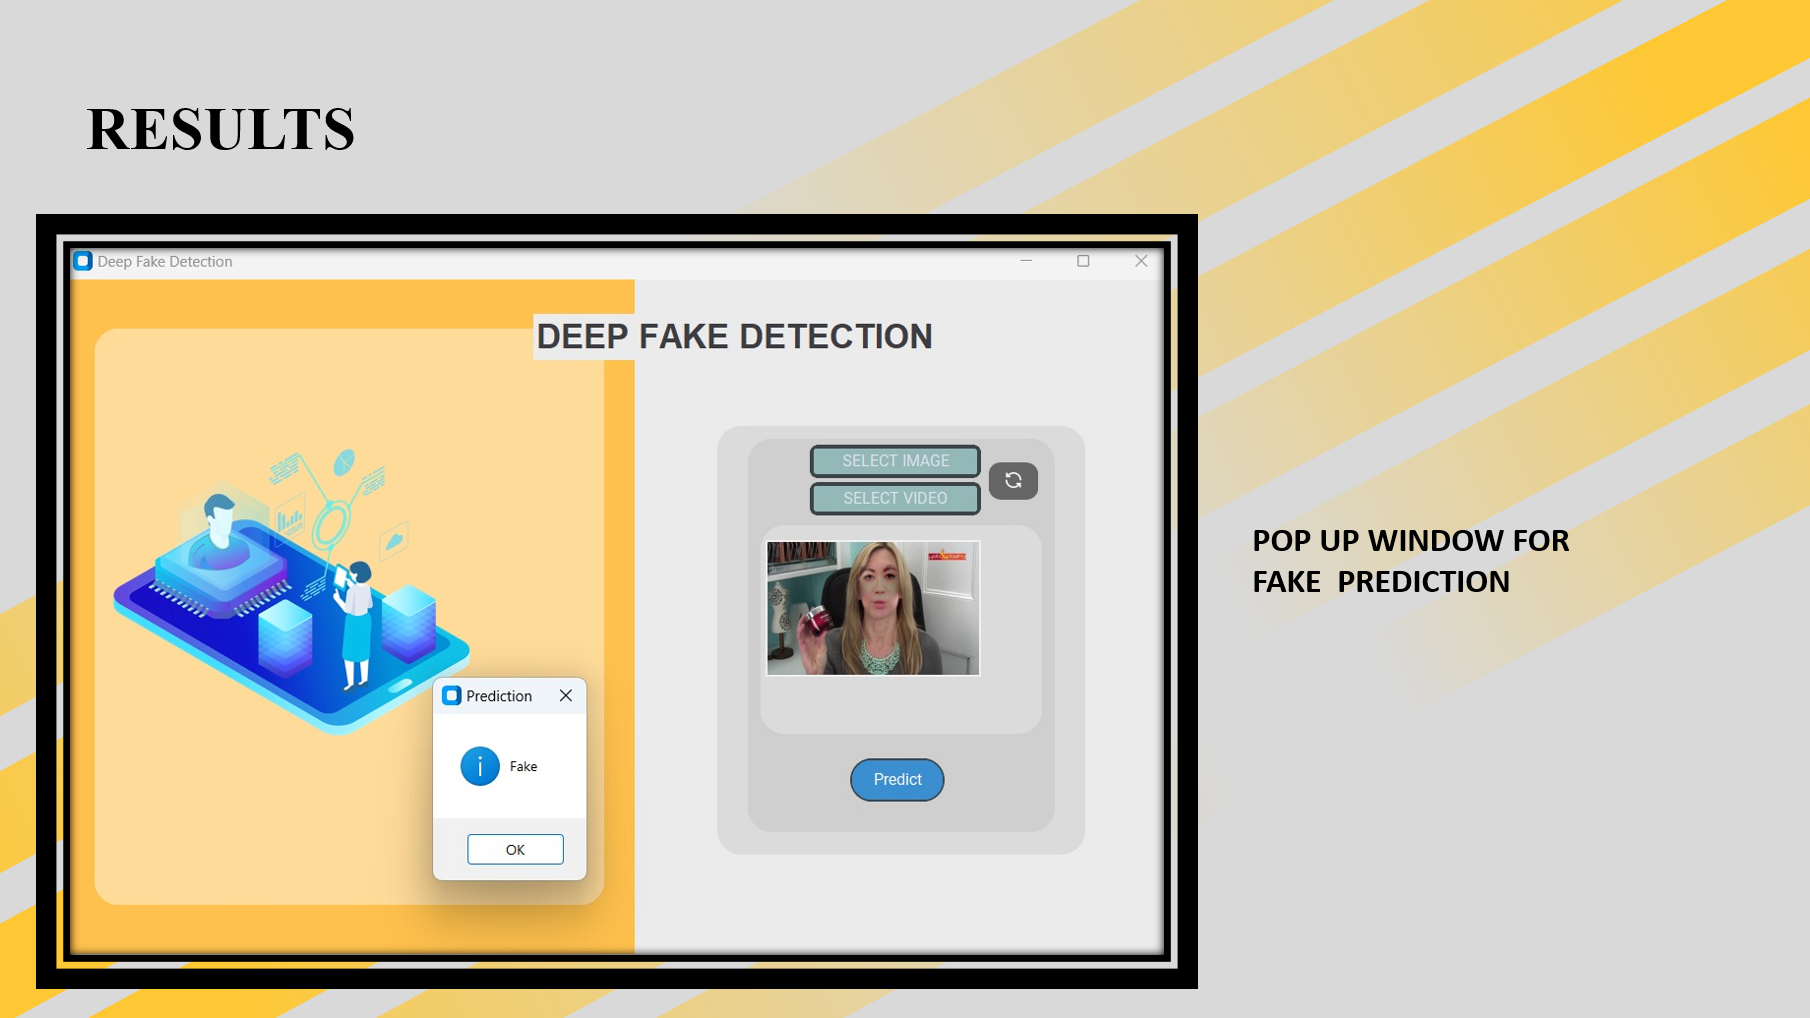 RESULTS
Deep Fake Detection
DEEP FAKE DETECTION
SELECT IMAGE
SELECT VIDEO
Prediction
Fake
OK
Predict
POP UP WINDOW FOR
FAKE PREDICTION